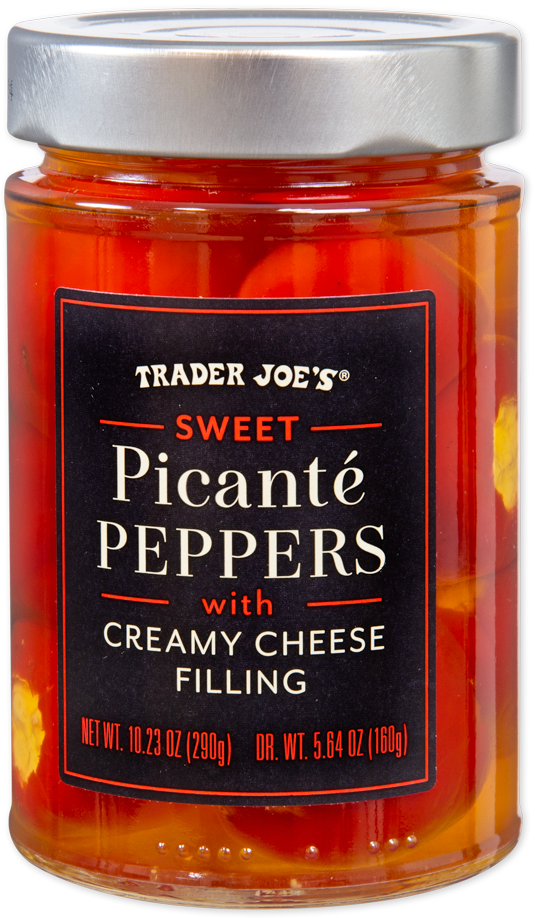 TRADER JOE'S®
SWEET
Picanté
PEPPERS
with
CREAMY CHEESE
FILLING
NET WT. 10.23 OZ (290g) DR. WT. 5.64 OZ (160g)